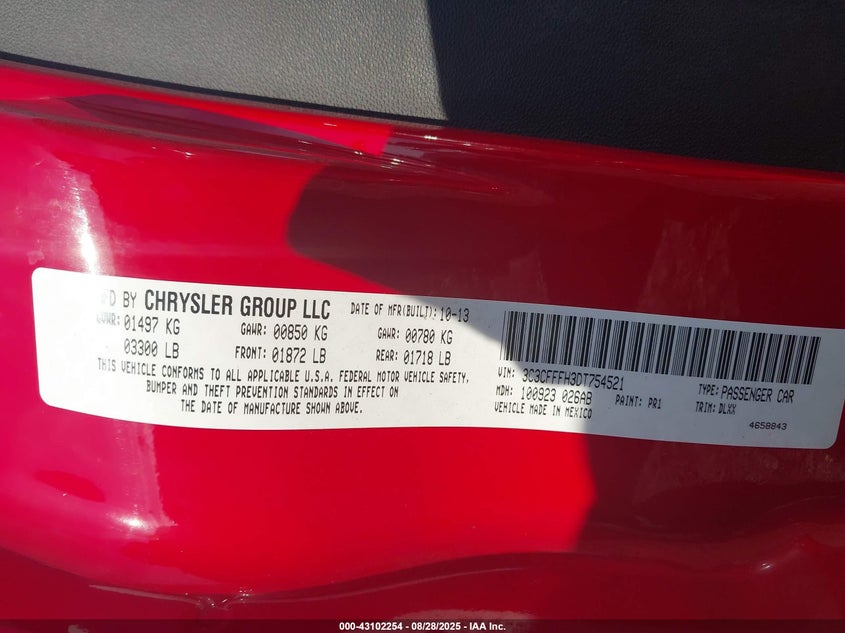 D BY CHRYSLER GROUP LLC DATE OF MFR(BUILT): 10-13
GVWR: 01497 KG GAWR: 00850 KG GAWR: 00780 KG
03300 LB FRONT: 01872 LB REAR: 01718 LB
THIS VEHICLE CONFORMS TO ALL APPLICABLE U.S.A. FEDERAL MOTOR VEHICLE SAFETY,
BUMPER AND THEFT PREVENTION STANDARDS IN EFFECT ON
THE DATE OF MANUFACTURE SHOWN ABOVE.
VIN: 3C3CFFFH3DT754521 TYPE: PASSENGER CAR
MDH: 100923 026AB PAINT: PR1 TRIM: DLXX
VEHICLE MADE IN MEXICO 4658843
000-43102254 | 08/28/2025 - IAA Inc.